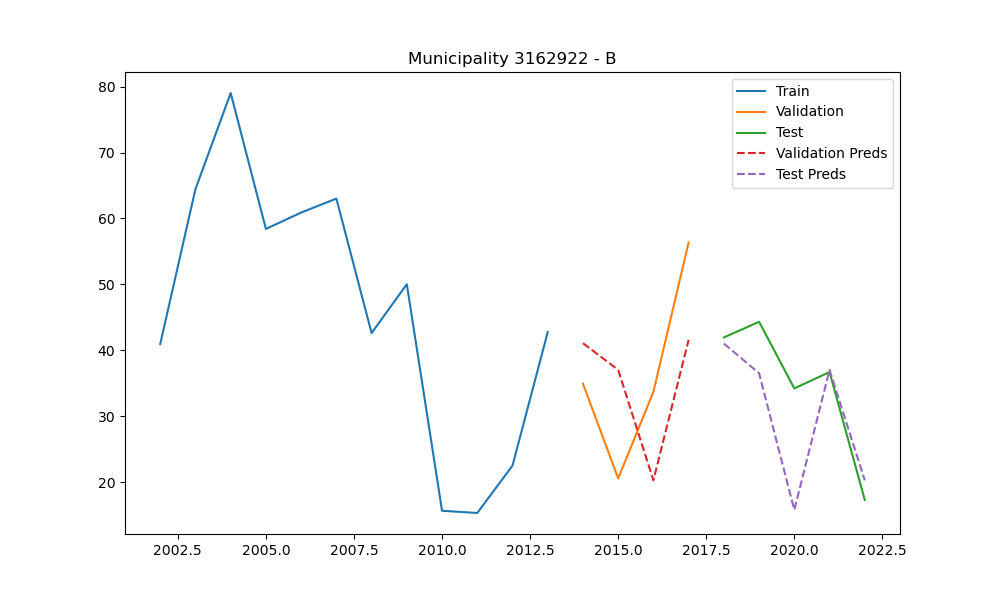 Municipality 3162922 - B
Train
Validation
Test
Validation Preds
Test Preds
80
70
60
50
40
30
20
2002.5 2005.0 2007.5 2010.0 2012.5 2015.0 2017.5 2020.0 2022.5